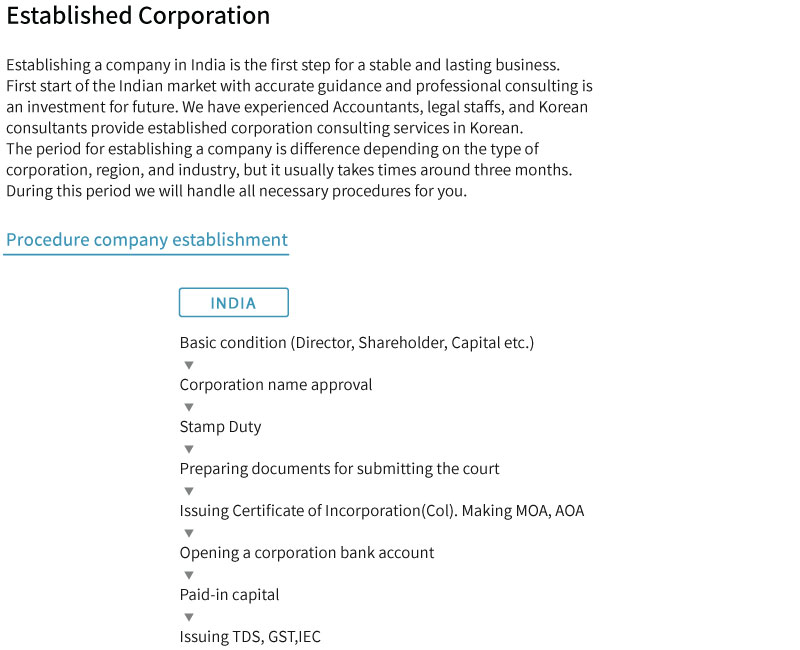 Established Corporation
Establishing a company in India is the first step for a stable and lasting business.
First start of the Indian market with accurate guidance and professional consulting is
an investment for future. We have experienced Accountants, legal staffs, and Korean
consultants provide established corporation consulting services in Korean.
The period for establishing a company is difference depending on the type of
corporation, region, and industry, but it usually takes times around three months.
During this period we will handle all necessary procedures for you.
Procedure company establishment
INDIA
Basic condition (Director, Shareholder, Capital etc.)
Corporation name approval
Stamp Duty
Preparing documents for submitting the court
Issuing Certificate of Incorporation(Col). Making MOA, AOA
Opening a corporation bank account
Paid-in capital
Issuing TDS, GST,IEC